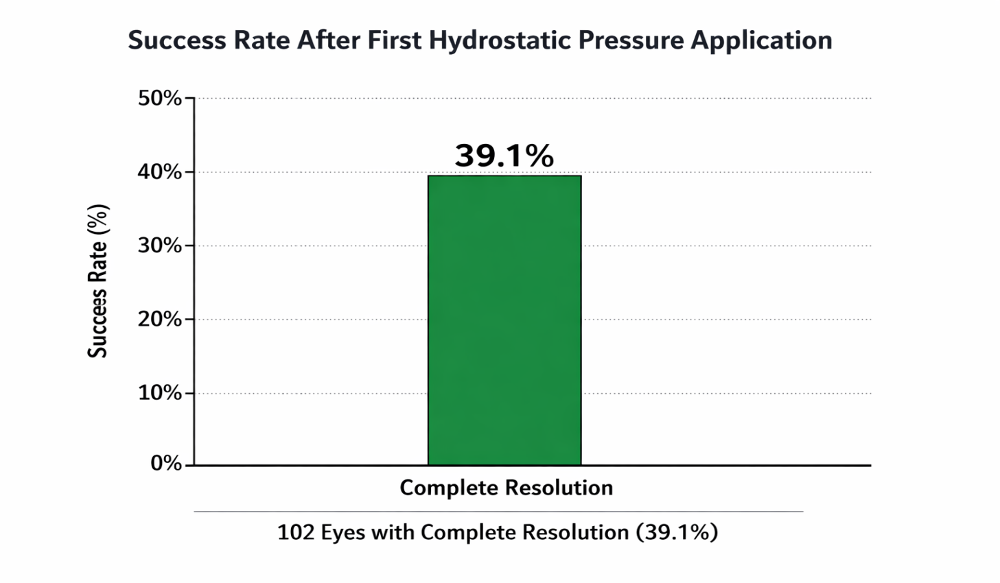 Success Rate After First Hydrostatic Pressure Application
50%
39.1%
40%
30%
20%
10%
0%
Success Rate (%)
Complete Resolution
102 Eyes with Complete Resolution (39.1%)